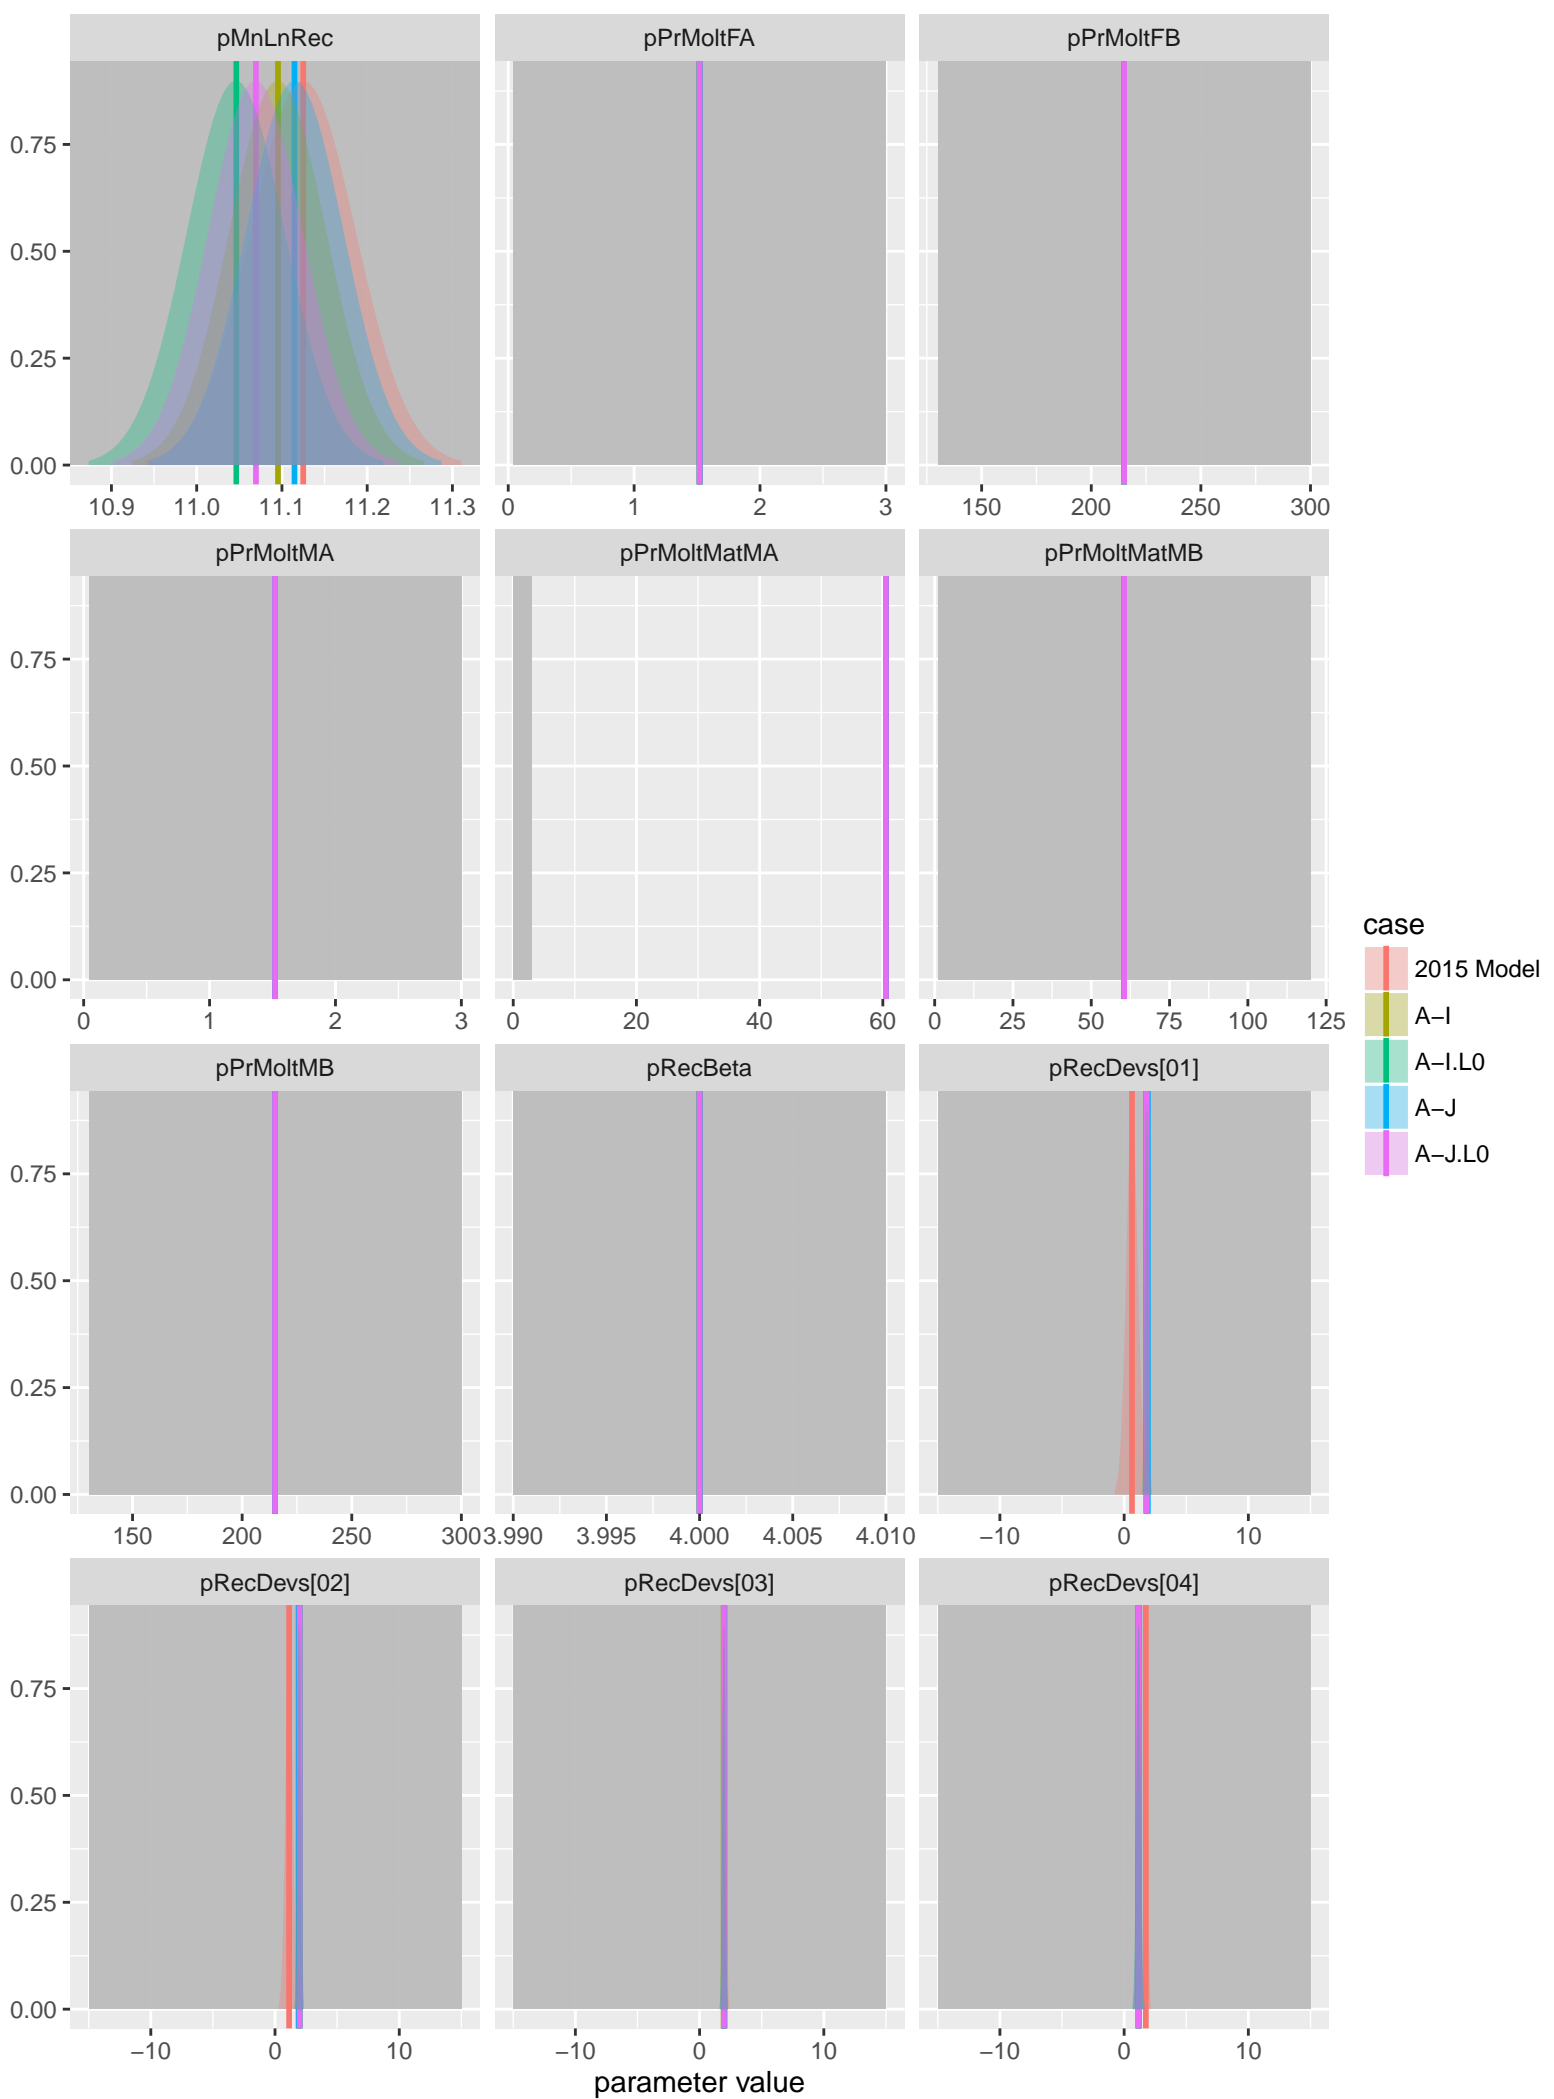 pMnLnRec pPrMoltFA pPrMoltFB
0.75
0.50
0.25
0.00
10.9 11.0 11.1 11.2 11.3 0 1 2 3 150 200 250 300
pPrMoltMA pPrMoltMatMA pPrMoltMatMB
0.75
0.50
0.25
0.00
0 1 2 3 0 20 40 60 0 25 50 75 100 125
pPrMoltMB pRecBeta pRecDevs[01]
0.75
0.50
0.25
0.00
150 200 250 300 3.990 3.995 4.000 4.005 4.010 −10 0 10
pRecDevs[02] pRecDevs[03] pRecDevs[04]
0.75
0.50
0.25
0.00
−10 0 10 −10 0 10 −10 0 10
parameter value
case
2015 Model
A−I
A−I.L0
A−J
A−J.L0